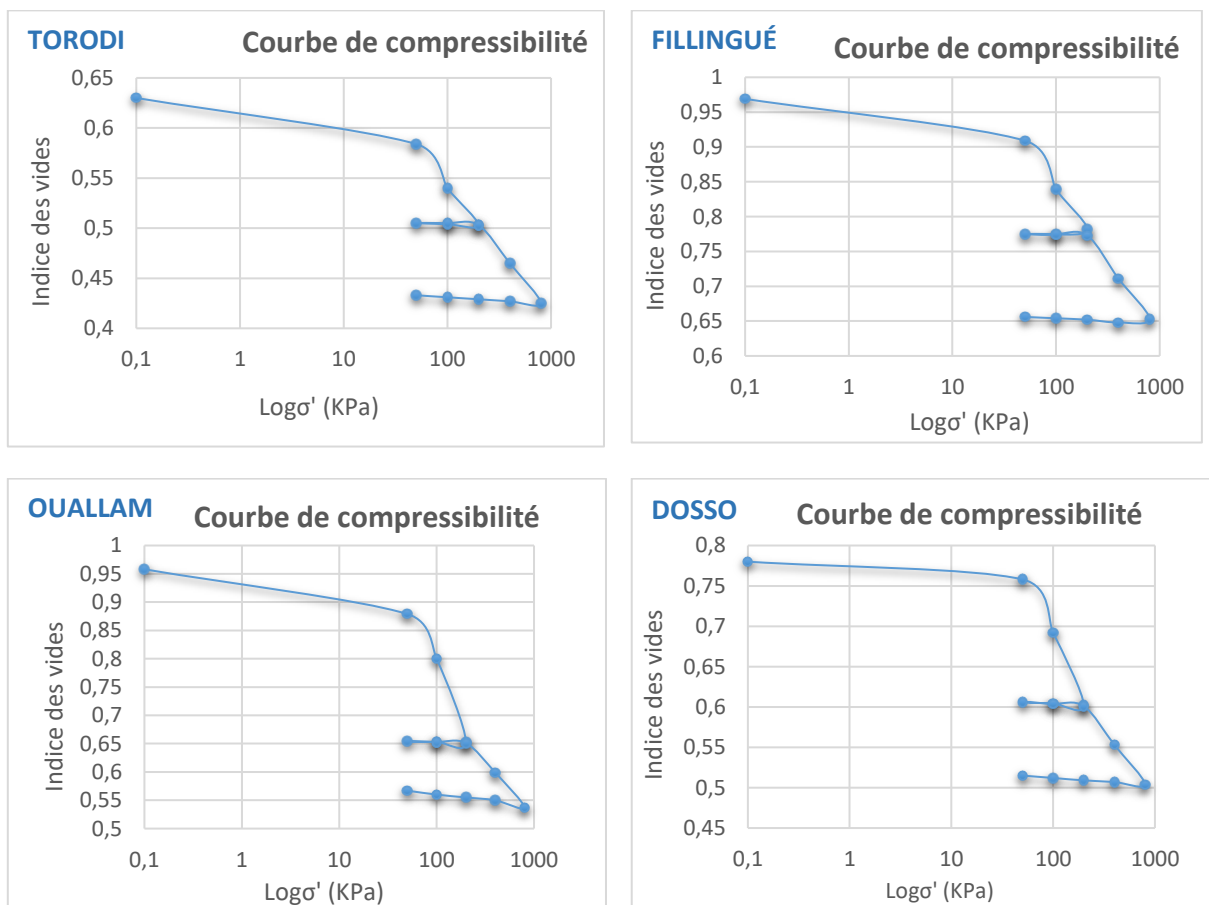 TORODI
Courbe de compressibilité
0,65
0,6
0,55
0,5
0,45
0,4
Indice des vides
0,1 1 10 100 1000
Logσ' (KPa)
FILLINGUÉ
Courbe de compressibilité
1
0,95
0,9
0,85
0,8
0,75
0,7
0,65
0,6
Indice des vides
0,1 1 10 100 1000
Logσ' (KPa)
OUALLAM
Courbe de compressibilité
1
0,95
0,9
0,85
0,8
0,75
0,7
0,65
0,6
0,55
0,5
Indice des vides
0,1 1 10 100 1000
Logσ' (KPa)
DOSSO
Courbe de compressibilité
0,8
0,75
0,7
0,65
0,6
0,55
0,5
0,45
Indice des vides
0,1 1 10 100 1000
Logσ' (KPa)